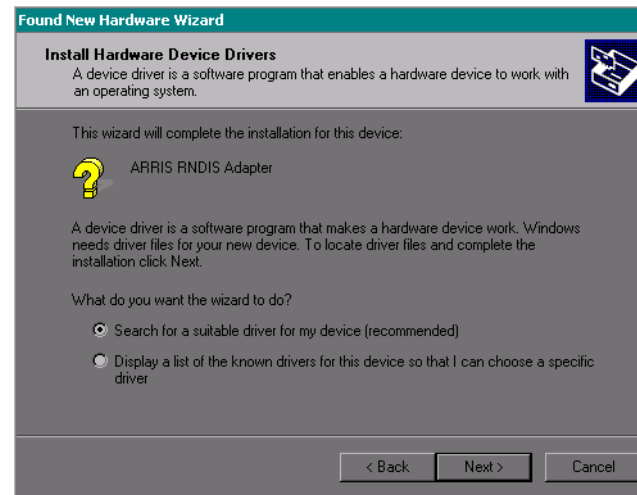 Found New Hardware Wizard
Install Hardware Device Drivers
A device driver is a software program that enables a hardware device to work with
an operating system.
This wizard will complete the installation for this device:
ARRIS RNDIS Adapter
A device driver is a software program that makes a hardware device work. Windows
needs driver files for your new device. To locate driver files and complete the
installation click Next.
What do you want the wizard to do?
Search for a suitable driver for my device (recommended)
Display a list of the known drivers for this device so that I can choose a specific
driver
< Back Next > Cancel